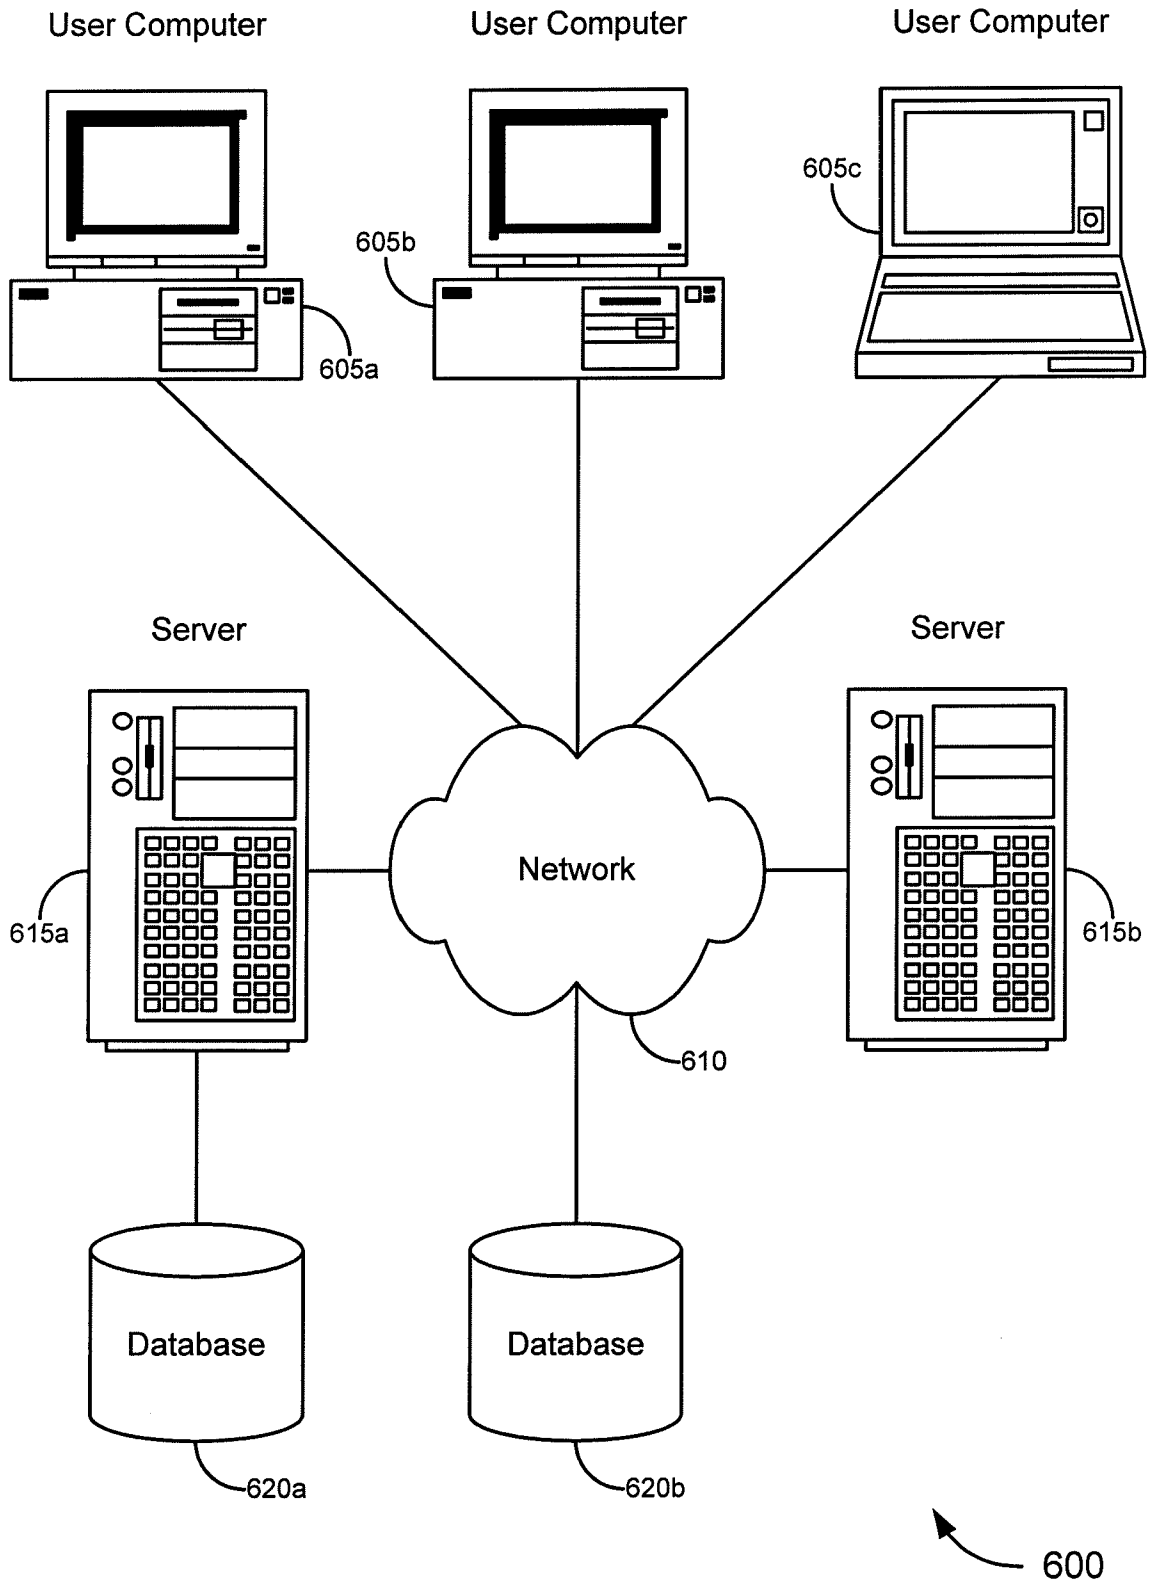 User Computer
User Computer
User Computer
605c
605b
605a
Server
Server
Network
615a
615b
610
Database
Database
620a
620b
600